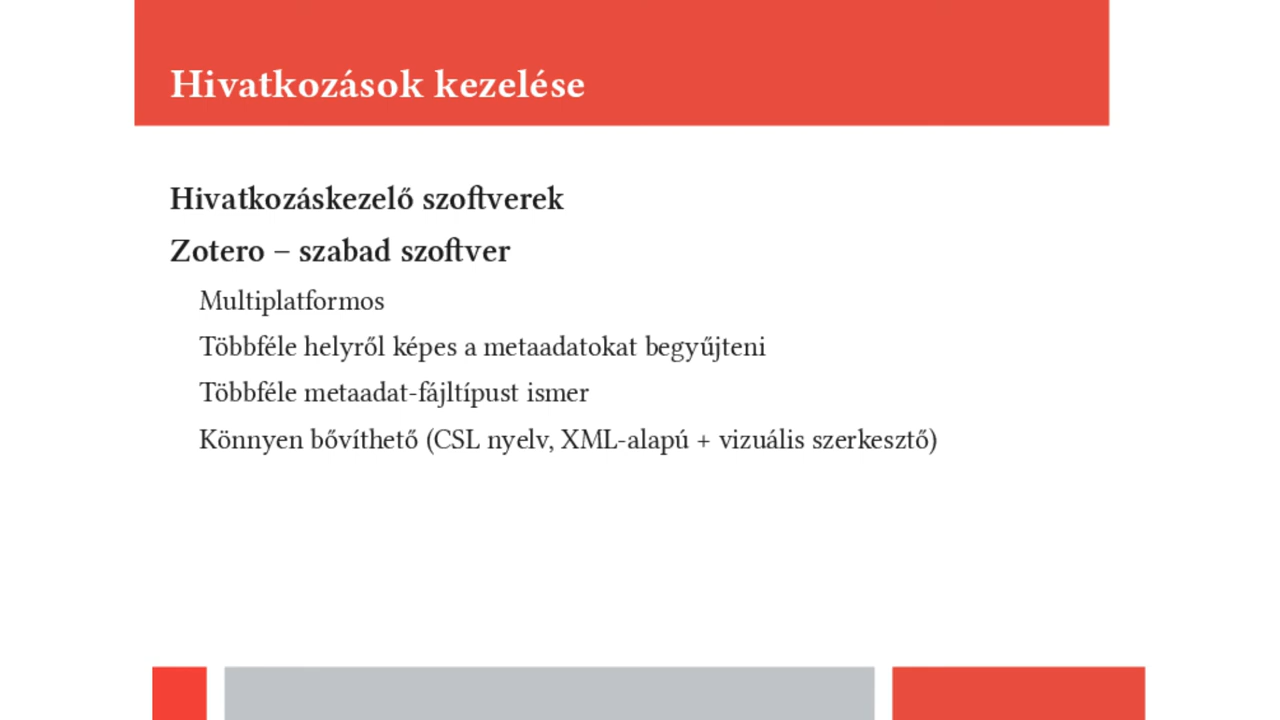 Hivatkozások kezelése
Hivatkozáskezelő szoftverek
Zotero – szabad szoftver
Multiplatformos
Többféle helyről képes a metaadatokat begyűjteni
Többféle metaadat-fájltípust ismer
Könnyen bővíthető (CSL nyelv, XML-alapú + vizuális szerkesztő)